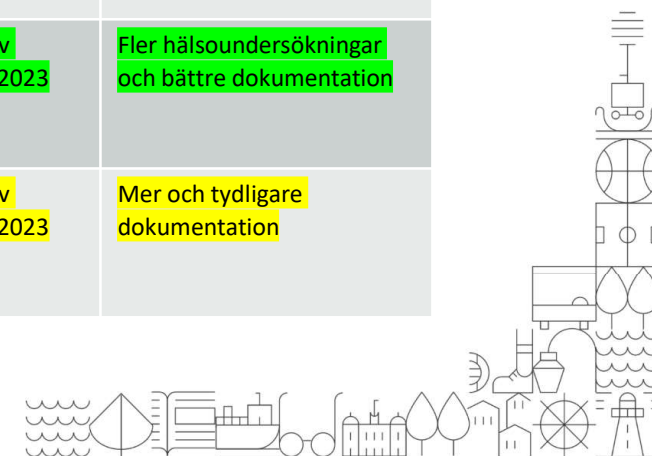 v
2023
Fler hälsoundersökningar
och bättre dokumentation
v
2023
Mer och tydligare
dokumentation